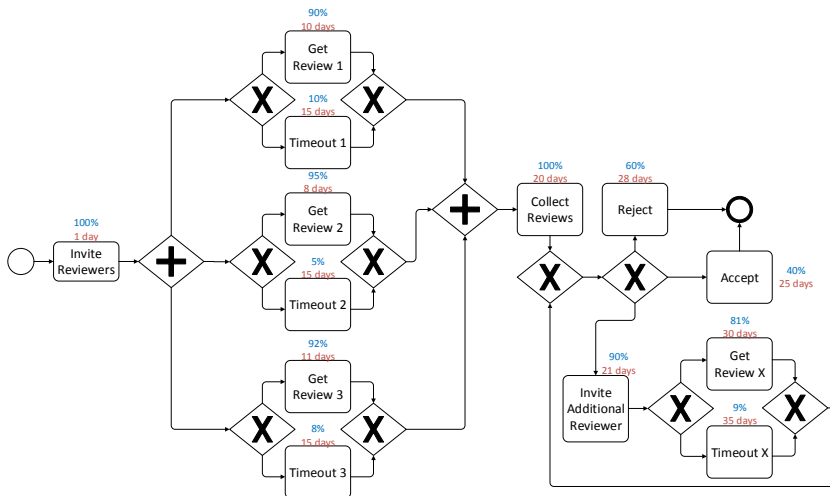 90%
10 days
Get
Review 1
10%
15 days
Timeout 1
95%
8 days
Get
Review 2
5%
15 days
Timeout 2
92%
11 days
Get
Review 3
8%
15 days
Timeout 3
100%
1 day
Invite
Reviewers
100%
20 days
Collect
Reviews
60%
28 days
Reject
Accept
40%
25 days
90%
21 days
Invite
Additional
Reviewer
81%
30 days
Get
Review X
9%
35 days
Timeout X